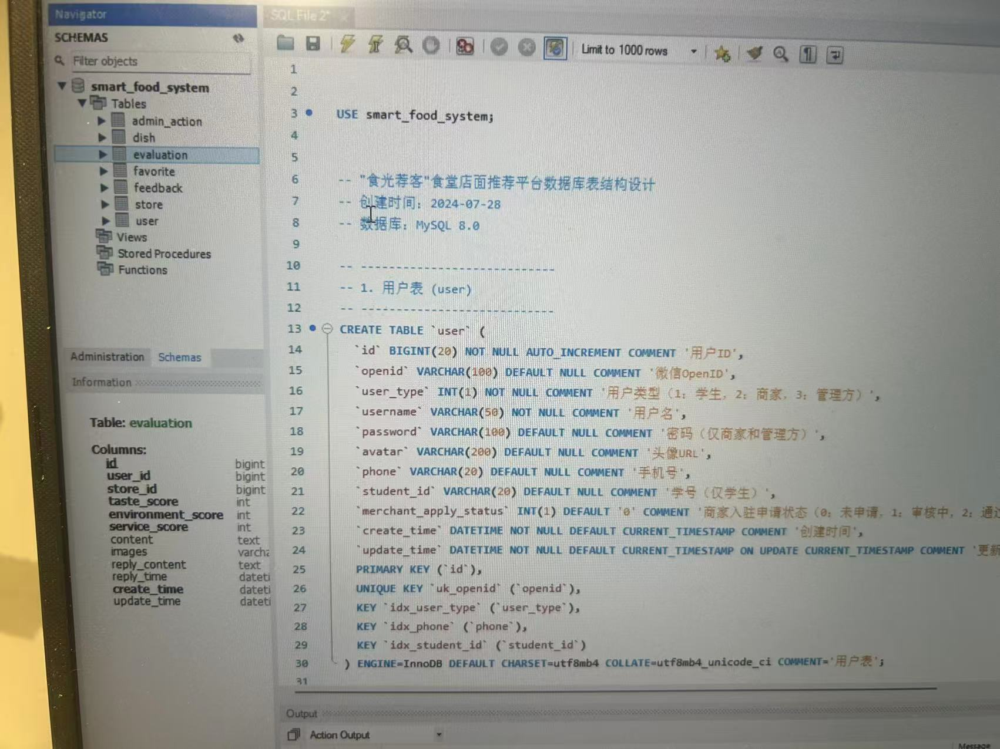 Navigator
SCHEMAS
Filter objects
smart_food_system
Tables
admin_action
dish
evaluation
favorite
feedback
store
user
Views
Stored Procedures
Functions
Administration Schemas
Information
Table: evaluation
Columns:
id bigint
user_id bigint
store_id bigint
taste_score int
environment_score int
service_score int
content text
images varcha
reply_content text
reply_time dateti
create_time dateti
update_time dateti
SQL File 2*
Limit to 1000 rows
1
2
3 USE smart_food_system;
4
5
6 -- "食光荐客"食堂店面推荐平台数据库表结构设计
7 -- 创建时间：2024-07-28
8 -- 数据库：MySQL 8.0
9
10 -- ----------------------------
11 -- 1. 用户表 (user)
12 -- ----------------------------
13 CREATE TABLE `user` (
14 `id` BIGINT(20) NOT NULL AUTO_INCREMENT COMMENT '用户ID',
15 `openid` VARCHAR(100) DEFAULT NULL COMMENT '微信OpenID',
16 `user_type` INT(1) NOT NULL COMMENT '用户类型（1：学生，2：商家，3：管理方）',
17 `username` VARCHAR(50) NOT NULL COMMENT '用户名',
18 `password` VARCHAR(100) DEFAULT NULL COMMENT '密码（仅商家和管理方）',
19 `avatar` VARCHAR(200) DEFAULT NULL COMMENT '头像URL',
20 `phone` VARCHAR(20) DEFAULT NULL COMMENT '手机号',
21 `student_id` VARCHAR(20) DEFAULT NULL COMMENT '学号（仅学生）',
22 `merchant_apply_status` INT(1) DEFAULT '0' COMMENT '商家入驻申请状态（0：未申请，1：审核中，2：通过
23 `create_time` DATETIME NOT NULL DEFAULT CURRENT_TIMESTAMP COMMENT '创建时间',
24 `update_time` DATETIME NOT NULL DEFAULT CURRENT_TIMESTAMP ON UPDATE CURRENT_TIMESTAMP COMMENT '更新
25 PRIMARY KEY (`id`),
26 UNIQUE KEY `uk_openid` (`openid`),
27 KEY `idx_user_type` (`user_type`),
28 KEY `idx_phone` (`phone`),
29 KEY `idx_student_id` (`student_id`)
30 ) ENGINE=InnoDB DEFAULT CHARSET=utf8mb4 COLLATE=utf8mb4_unicode_ci COMMENT='用户表';
31
Output
Action Output
Message